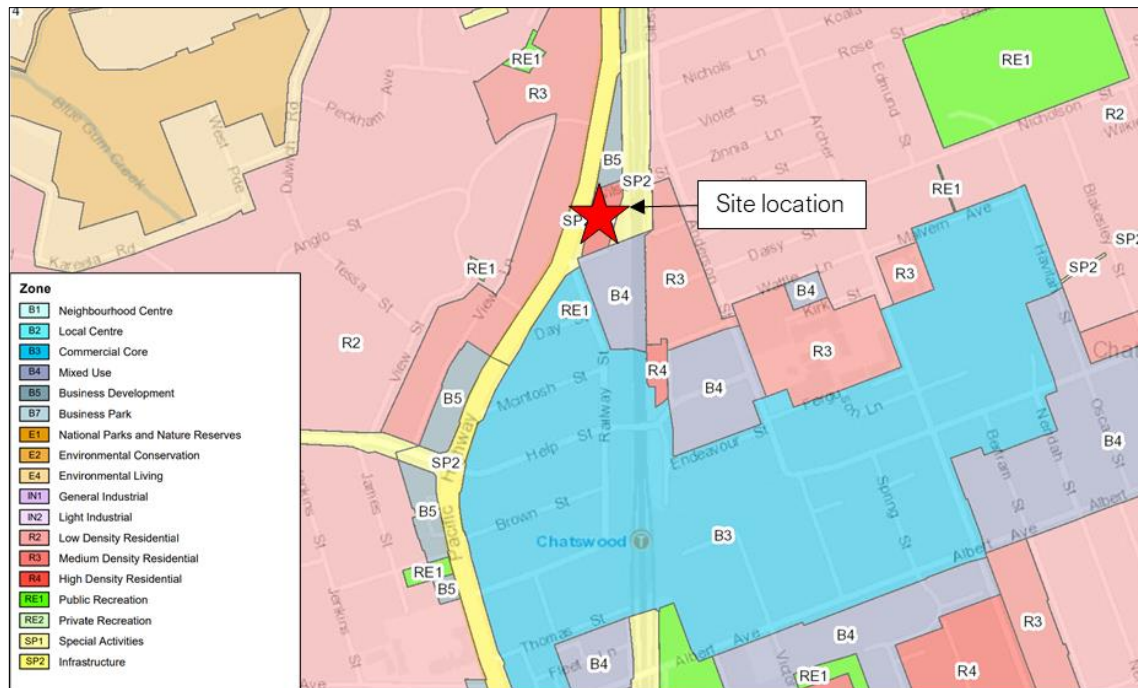 4
RE1
R3
B5
SP2
SP2
Site location
RE1
R2
RE1
R3
RE1
B4
R3
B4
R3
RE1
SP2
SP2
R2
B5
SP2
B5
RE1
B5
R4
B4
B3
B4
B4
B4
R3
R4
RE1
Blue Gum Creek
West Pde
Dulwich Rd
Kareela Rd
Peckham Ave
Anglo St
Tessa St
View St
View Ln
Day St
McIntosh St
Help St
Railway St
Brown St
Pacific Highway
Jenkins St
James St
Thomas St
Fleet Ln
Chatswood
T
Endeavour St
Ferguson Ln
Spring St
Bertram St
Neridah St
Albert Ave
Albert Ave
Albert
Nichols Ln
Violet St
Zinnia Ln
Archer St
Edmund St
Rose St
Koala
Nicholson St
Malvern Ave
Daisy St
Wattle Ln
Kirk
Anderson St
Havilah
Blakesley St
Zone
B1 Neighbourhood Centre
B2 Local Centre
B3 Commercial Core
B4 Mixed Use
B5 Business Development
B7 Business Park
E1 National Parks and Nature Reserves
E2 Environmental Conservation
E4 Environmental Living
IN1 General Industrial
IN2 Light Industrial
R2 Low Density Residential
R3 Medium Density Residential
R4 High Density Residential
RE1 Public Recreation
RE2 Private Recreation
SP1 Special Activities
SP2 Infrastructure